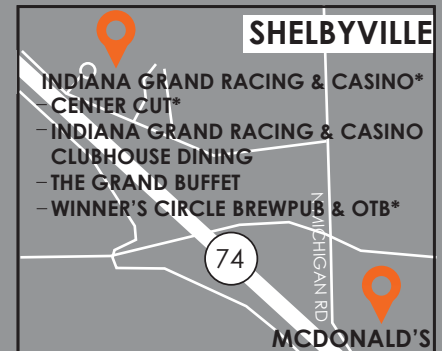 SHELBYVILLE
INDIANA GRAND RACING & CASINO*
– CENTER CUT*
– INDIANA GRAND RACING & CASINO
CLUBHOUSE DINING
– THE GRAND BUFFET
– WINNER'S CIRCLE BREWPUB & OTB*
N MICHIGAN RD
74
MCDONALD'S